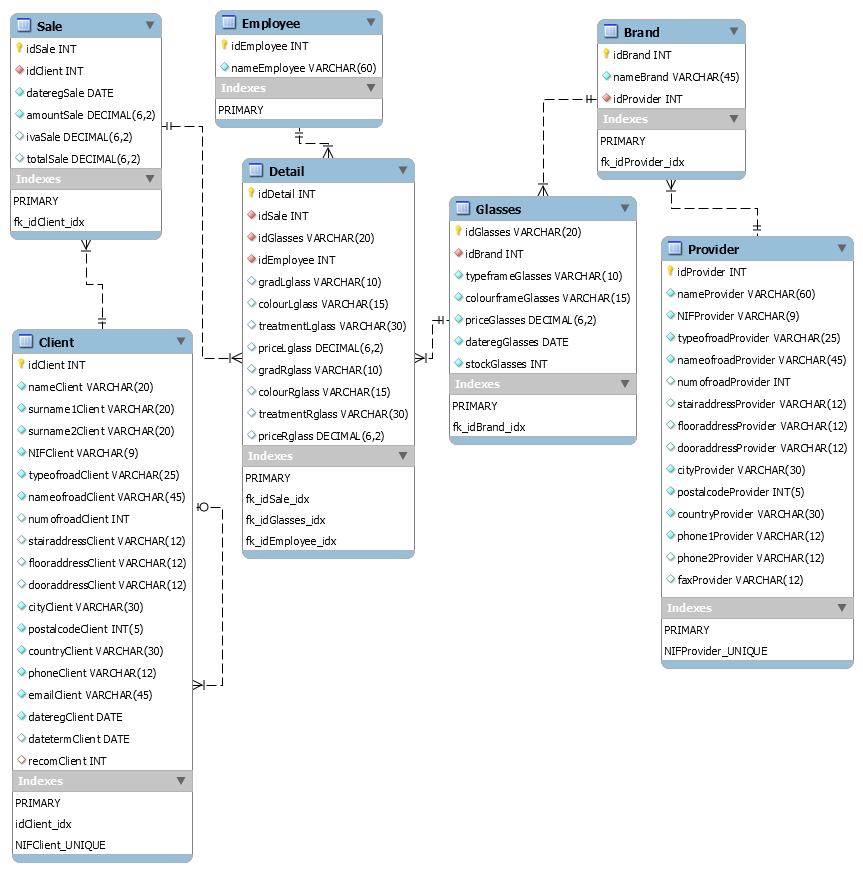 Sale
idSale INT
idClient INT
dateregSale DATE
amountSale DECIMAL(6,2)
ivaSale DECIMAL(6,2)
totalSale DECIMAL(6,2)
Indexes
PRIMARY
fk_idClient_idx
Employee
idEmployee INT
nameEmployee VARCHAR(60)
Indexes
PRIMARY
Brand
idBrand INT
nameBrand VARCHAR(45)
idProvider INT
Indexes
PRIMARY
fk_idProvider_idx
Detail
idDetail INT
idSale INT
idGlasses VARCHAR(20)
idEmployee INT
gradLglass VARCHAR(10)
colourLglass VARCHAR(15)
treatmentLglass VARCHAR(30)
priceLglass DECIMAL(6,2)
gradRglass VARCHAR(10)
colourRglass VARCHAR(15)
treatmentRglass VARCHAR(30)
priceRglass DECIMAL(6,2)
Indexes
PRIMARY
fk_idSale_idx
fk_idGlasses_idx
fk_idEmployee_idx
Glasses
idGlasses VARCHAR(20)
idBrand INT
typeframeGlasses VARCHAR(10)
colourframeGlasses VARCHAR(15)
priceGlasses DECIMAL(6,2)
dateregGlasses DATE
stockGlasses INT
Indexes
PRIMARY
fk_idBrand_idx
Provider
idProvider INT
nameProvider VARCHAR(60)
NIFProvider VARCHAR(9)
typeofroadProvider VARCHAR(25)
nameofroadProvider VARCHAR(45)
numofroadProvider INT
stairaddressProvider VARCHAR(12)
flooraddressProvider VARCHAR(12)
dooraddressProvider VARCHAR(12)
cityProvider VARCHAR(30)
postalcodeProvider INT(5)
countryProvider VARCHAR(30)
phone1Provider VARCHAR(12)
phone2Provider VARCHAR(12)
faxProvider VARCHAR(12)
Indexes
PRIMARY
NIFProvider_UNIQUE
Client
idClient INT
nameClient VARCHAR(20)
surname1Client VARCHAR(20)
surname2Client VARCHAR(20)
NIFClient VARCHAR(9)
typeofroadClient VARCHAR(25)
nameofroadClient VARCHAR(45)
numofroadClient INT
stairaddressClient VARCHAR(12)
flooraddressClient VARCHAR(12)
dooraddressClient VARCHAR(12)
cityClient VARCHAR(30)
postalcodeClient INT(5)
countryClient VARCHAR(30)
phoneClient VARCHAR(12)
emailClient VARCHAR(45)
dateregClient DATE
datetermClient DATE
recomClient INT
Indexes
PRIMARY
idClient_idx
NIFClient_UNIQUE